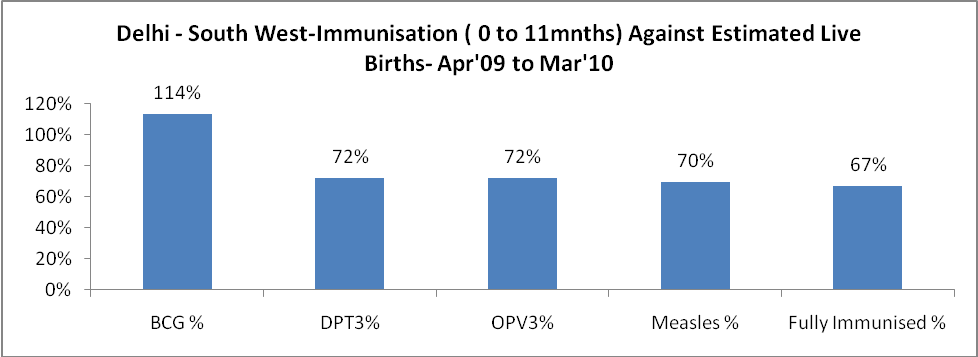 Delhi - South West-Immunisation ( 0 to 11mnths) Against Estimated Live
Births- Apr'09 to Mar'10
114%
120%
100%
80%
60%
40%
20%
0%
72%
72%
70%
67%
BCG %
DPT3%
OPV3%
Measles %
Fully Immunised %